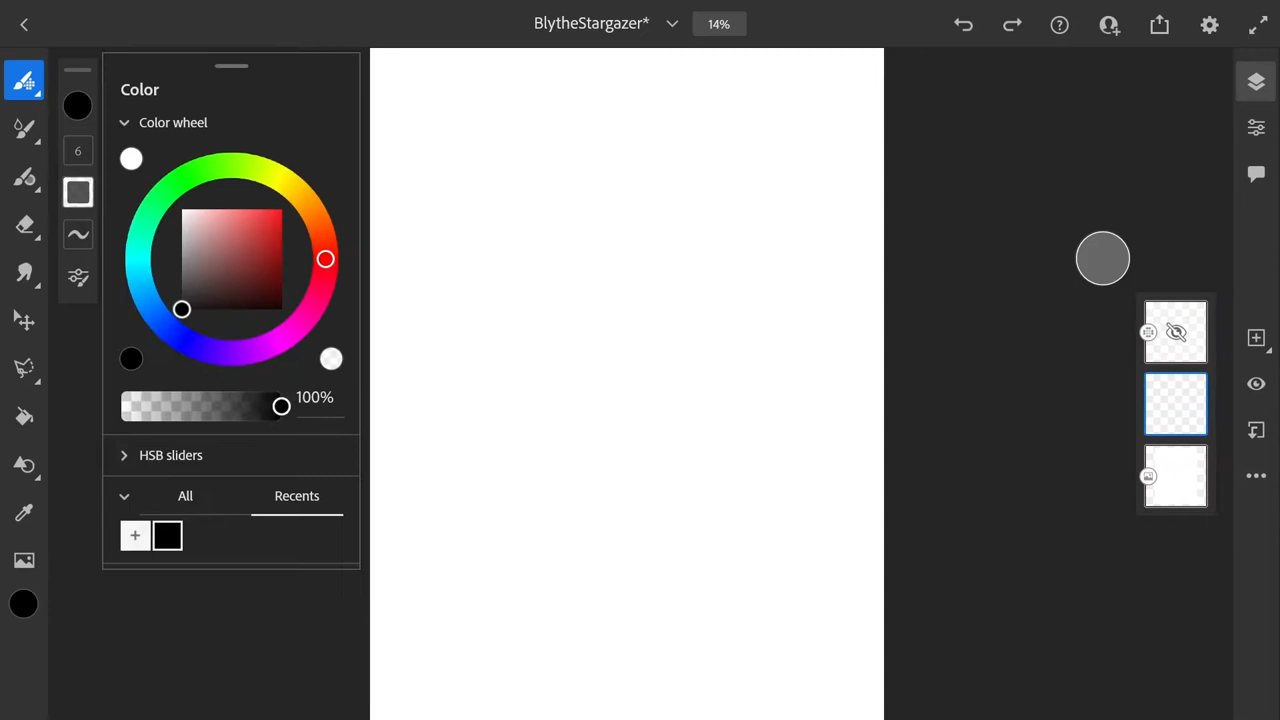 BlytheStargazer*
14%
Color
Color wheel
6
100%
HSB sliders
All
Recents